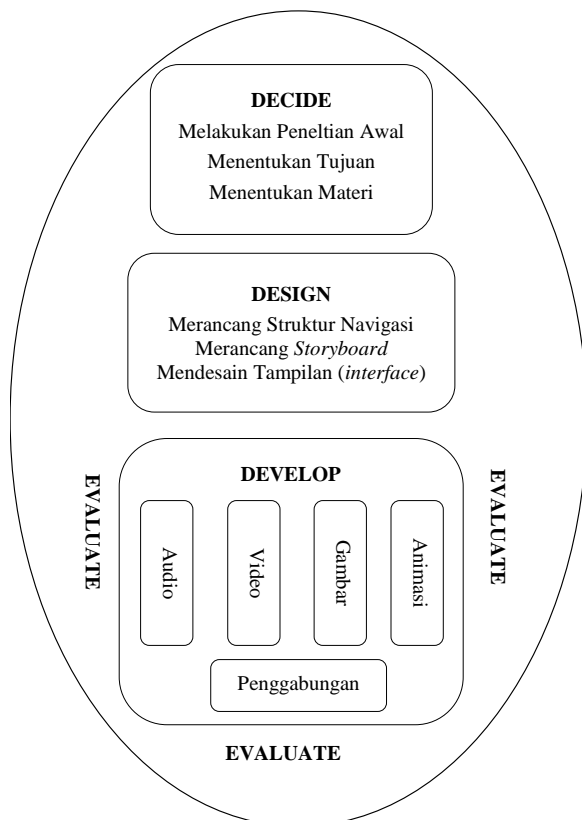 DECIDE
Melakukan Peneltian Awal
Menentukan Tujuan
Menentukan Materi
DESIGN
Merancang Struktur Navigasi
Merancang Storyboard
Mendesain Tampilan (interface)
EVALUATE
DEVELOP
EVALUATE
Audio
Video
Gambar
Animasi
Penggabungan
EVALUATE